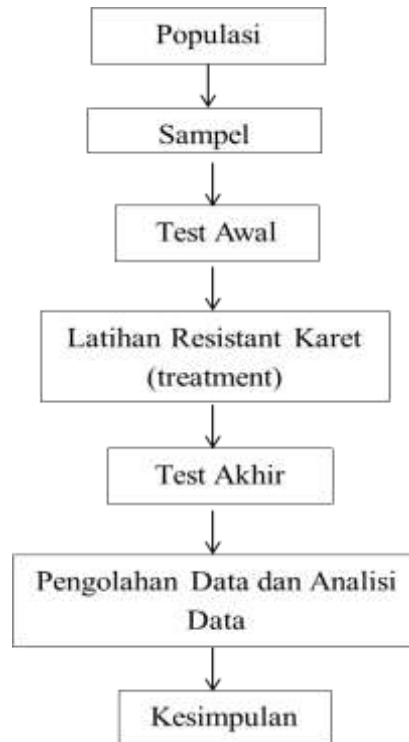 Populasi
Sampel
Test Awal
Latihan Resistant Karet
(treatment)
Test Akhir
Pengolahan Data dan Analisi
Data
Kesimpulan